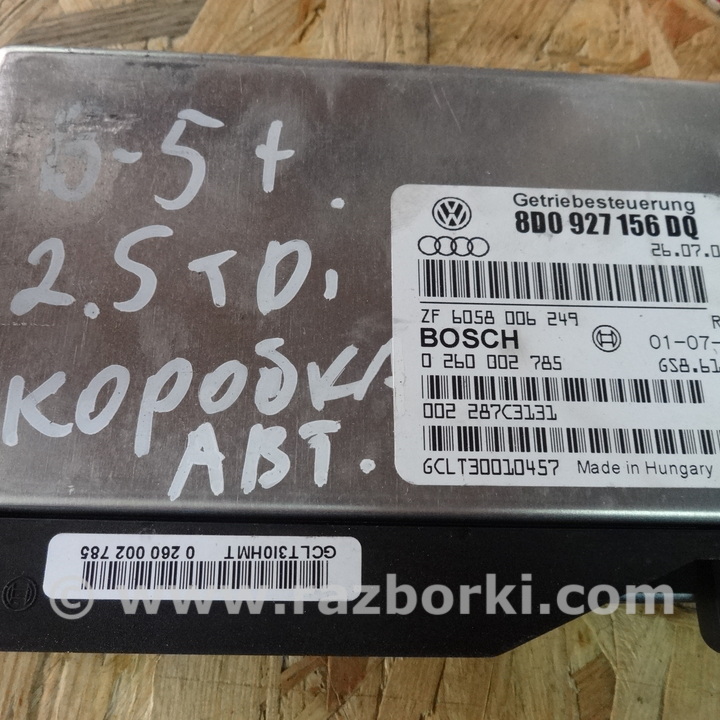 Б-5+.
2.5 TDi
КОРОБКА
АВТ.
Getriebesteuerung
8D0 927 156 DQ
26.07.0
ZF 6058 006 249
R
BOSCH
01-07-
0 260 002 785
GS8.61
002 287C3131
GCLT30010457
Made in Hungary
GCLT310HMT
0 260 002 785
© www.razborki.com